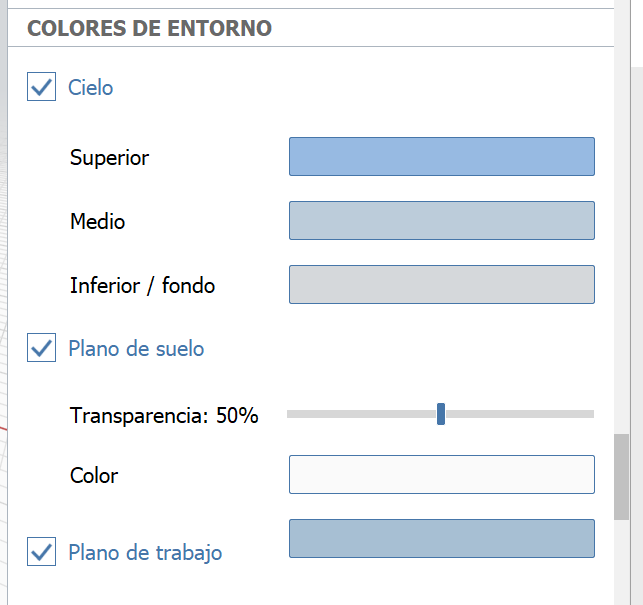 COLORES DE ENTORNO
Cielo
Superior
Medio
Inferior / fondo
Plano de suelo
Transparencia: 50%
Color
Plano de trabajo